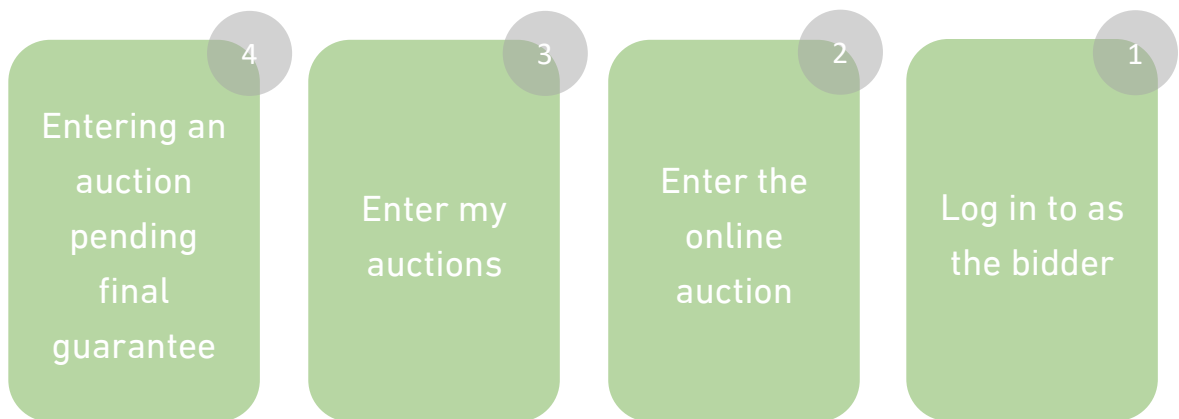 1
Log in to as
the bidder
2
Enter the
online
auction
3
Enter my
auctions
4
Entering an
auction
pending
final
guarantee